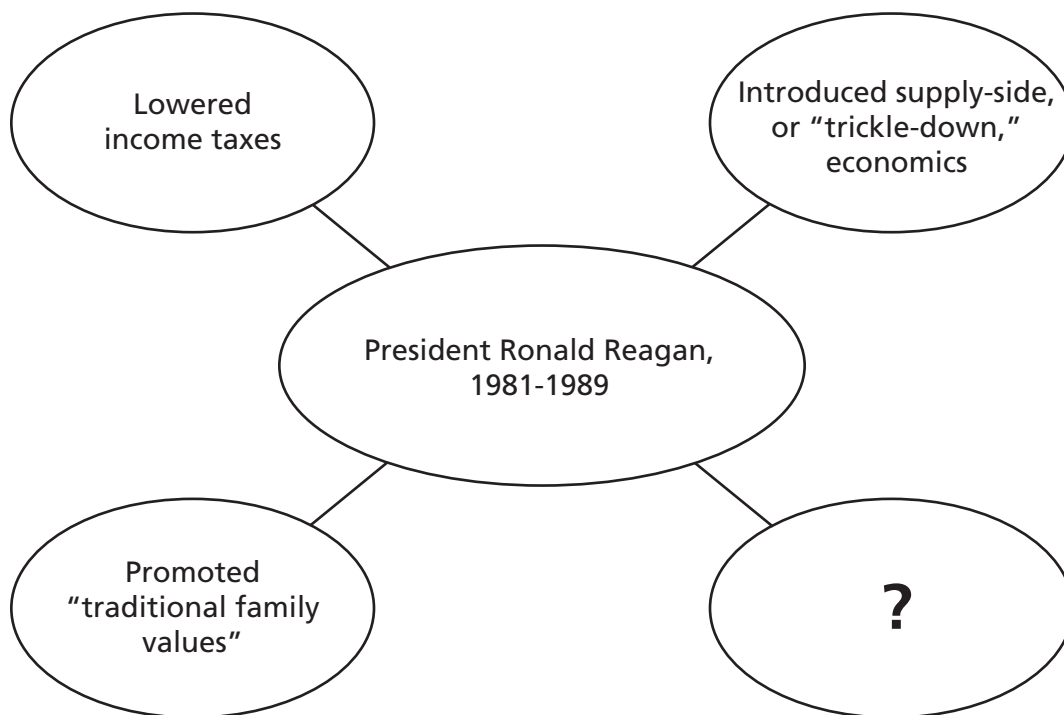 Lowered
income taxes
Introduced supply-side,
or “trickle-down,”
economics
President Ronald Reagan,
1981-1989
Promoted
“traditional family
values”
?